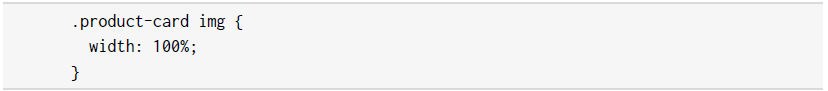 .product-card img {
  width: 100%;
}